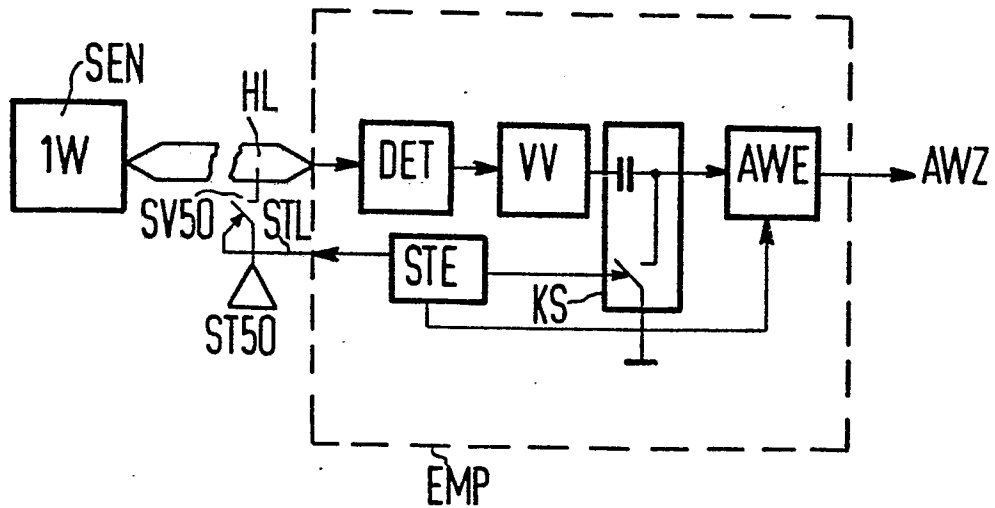 SEN
HL
1W
DET
VV
AWE
AWZ
SV50
STL
STE
KS
ST50
EMP